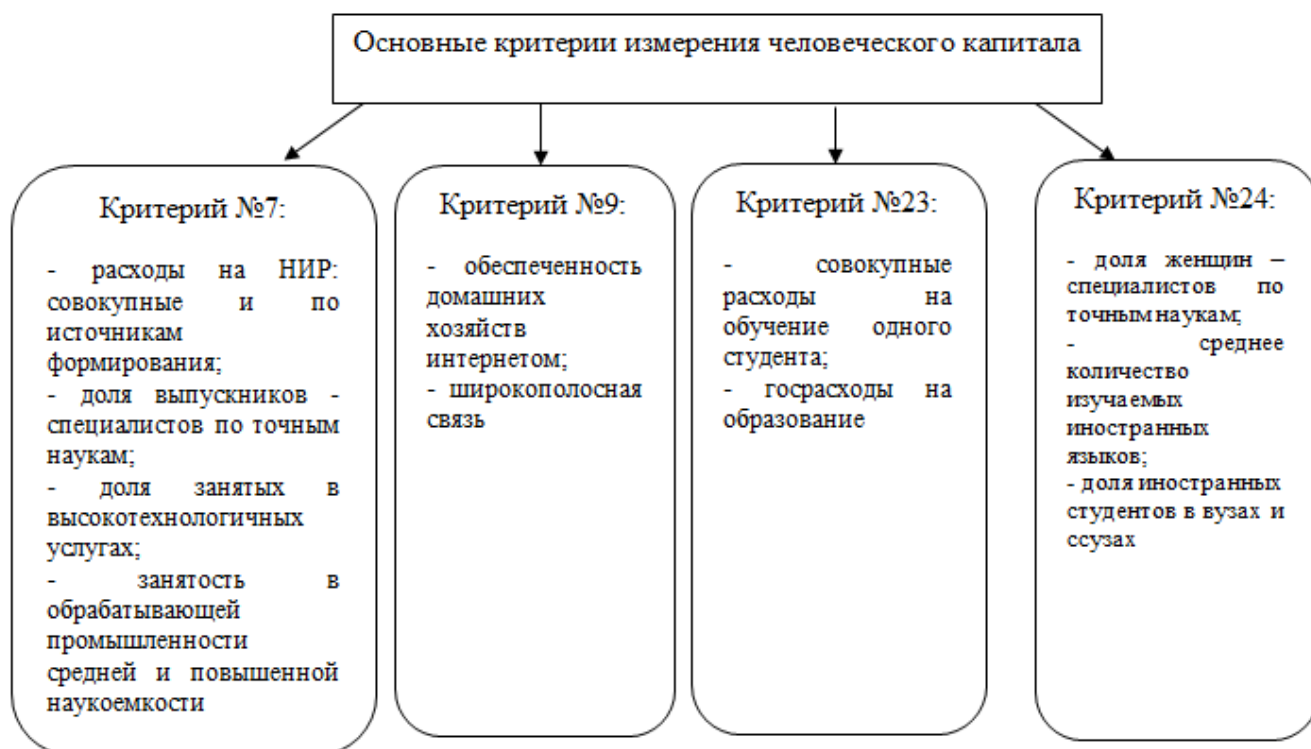 Основные критерии измерения человеческого капитала
Критерий №7:
- расходы на НИР:
совокупные и по
источникам
формирования;
- доля выпускников -
специалистов по точным
наукам;
- доля занятых в
высокотехнологичных
услугах;
- занятость в
обрабатывающей
промышленности
средней и повышенной
наукоемкости
Критерий №9:
- обеспеченность
домашних
хозяйств
интернетом;
- широкополосная
связь
Критерий №23:
- совокупные
расходы на
обучение одного
студента;
- госрасходы на
образование
Критерий №24:
- доля женщин –
специалистов по
точным наукам;
- среднее
количество
изучаемых
иностранных
языков;
- доля иностранных
студентов в вузах и
ссузах